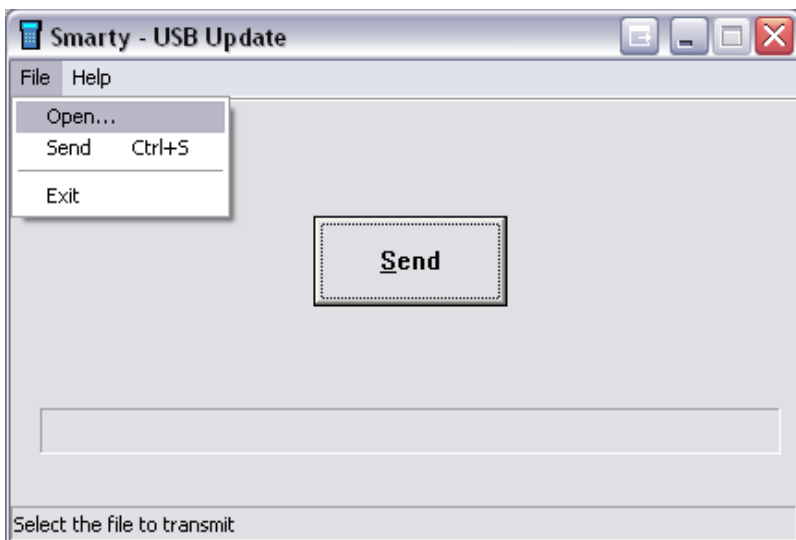 Smarty - USB Update
File Help
Open...
Send Ctrl+S
Exit
Send
Select the file to transmit